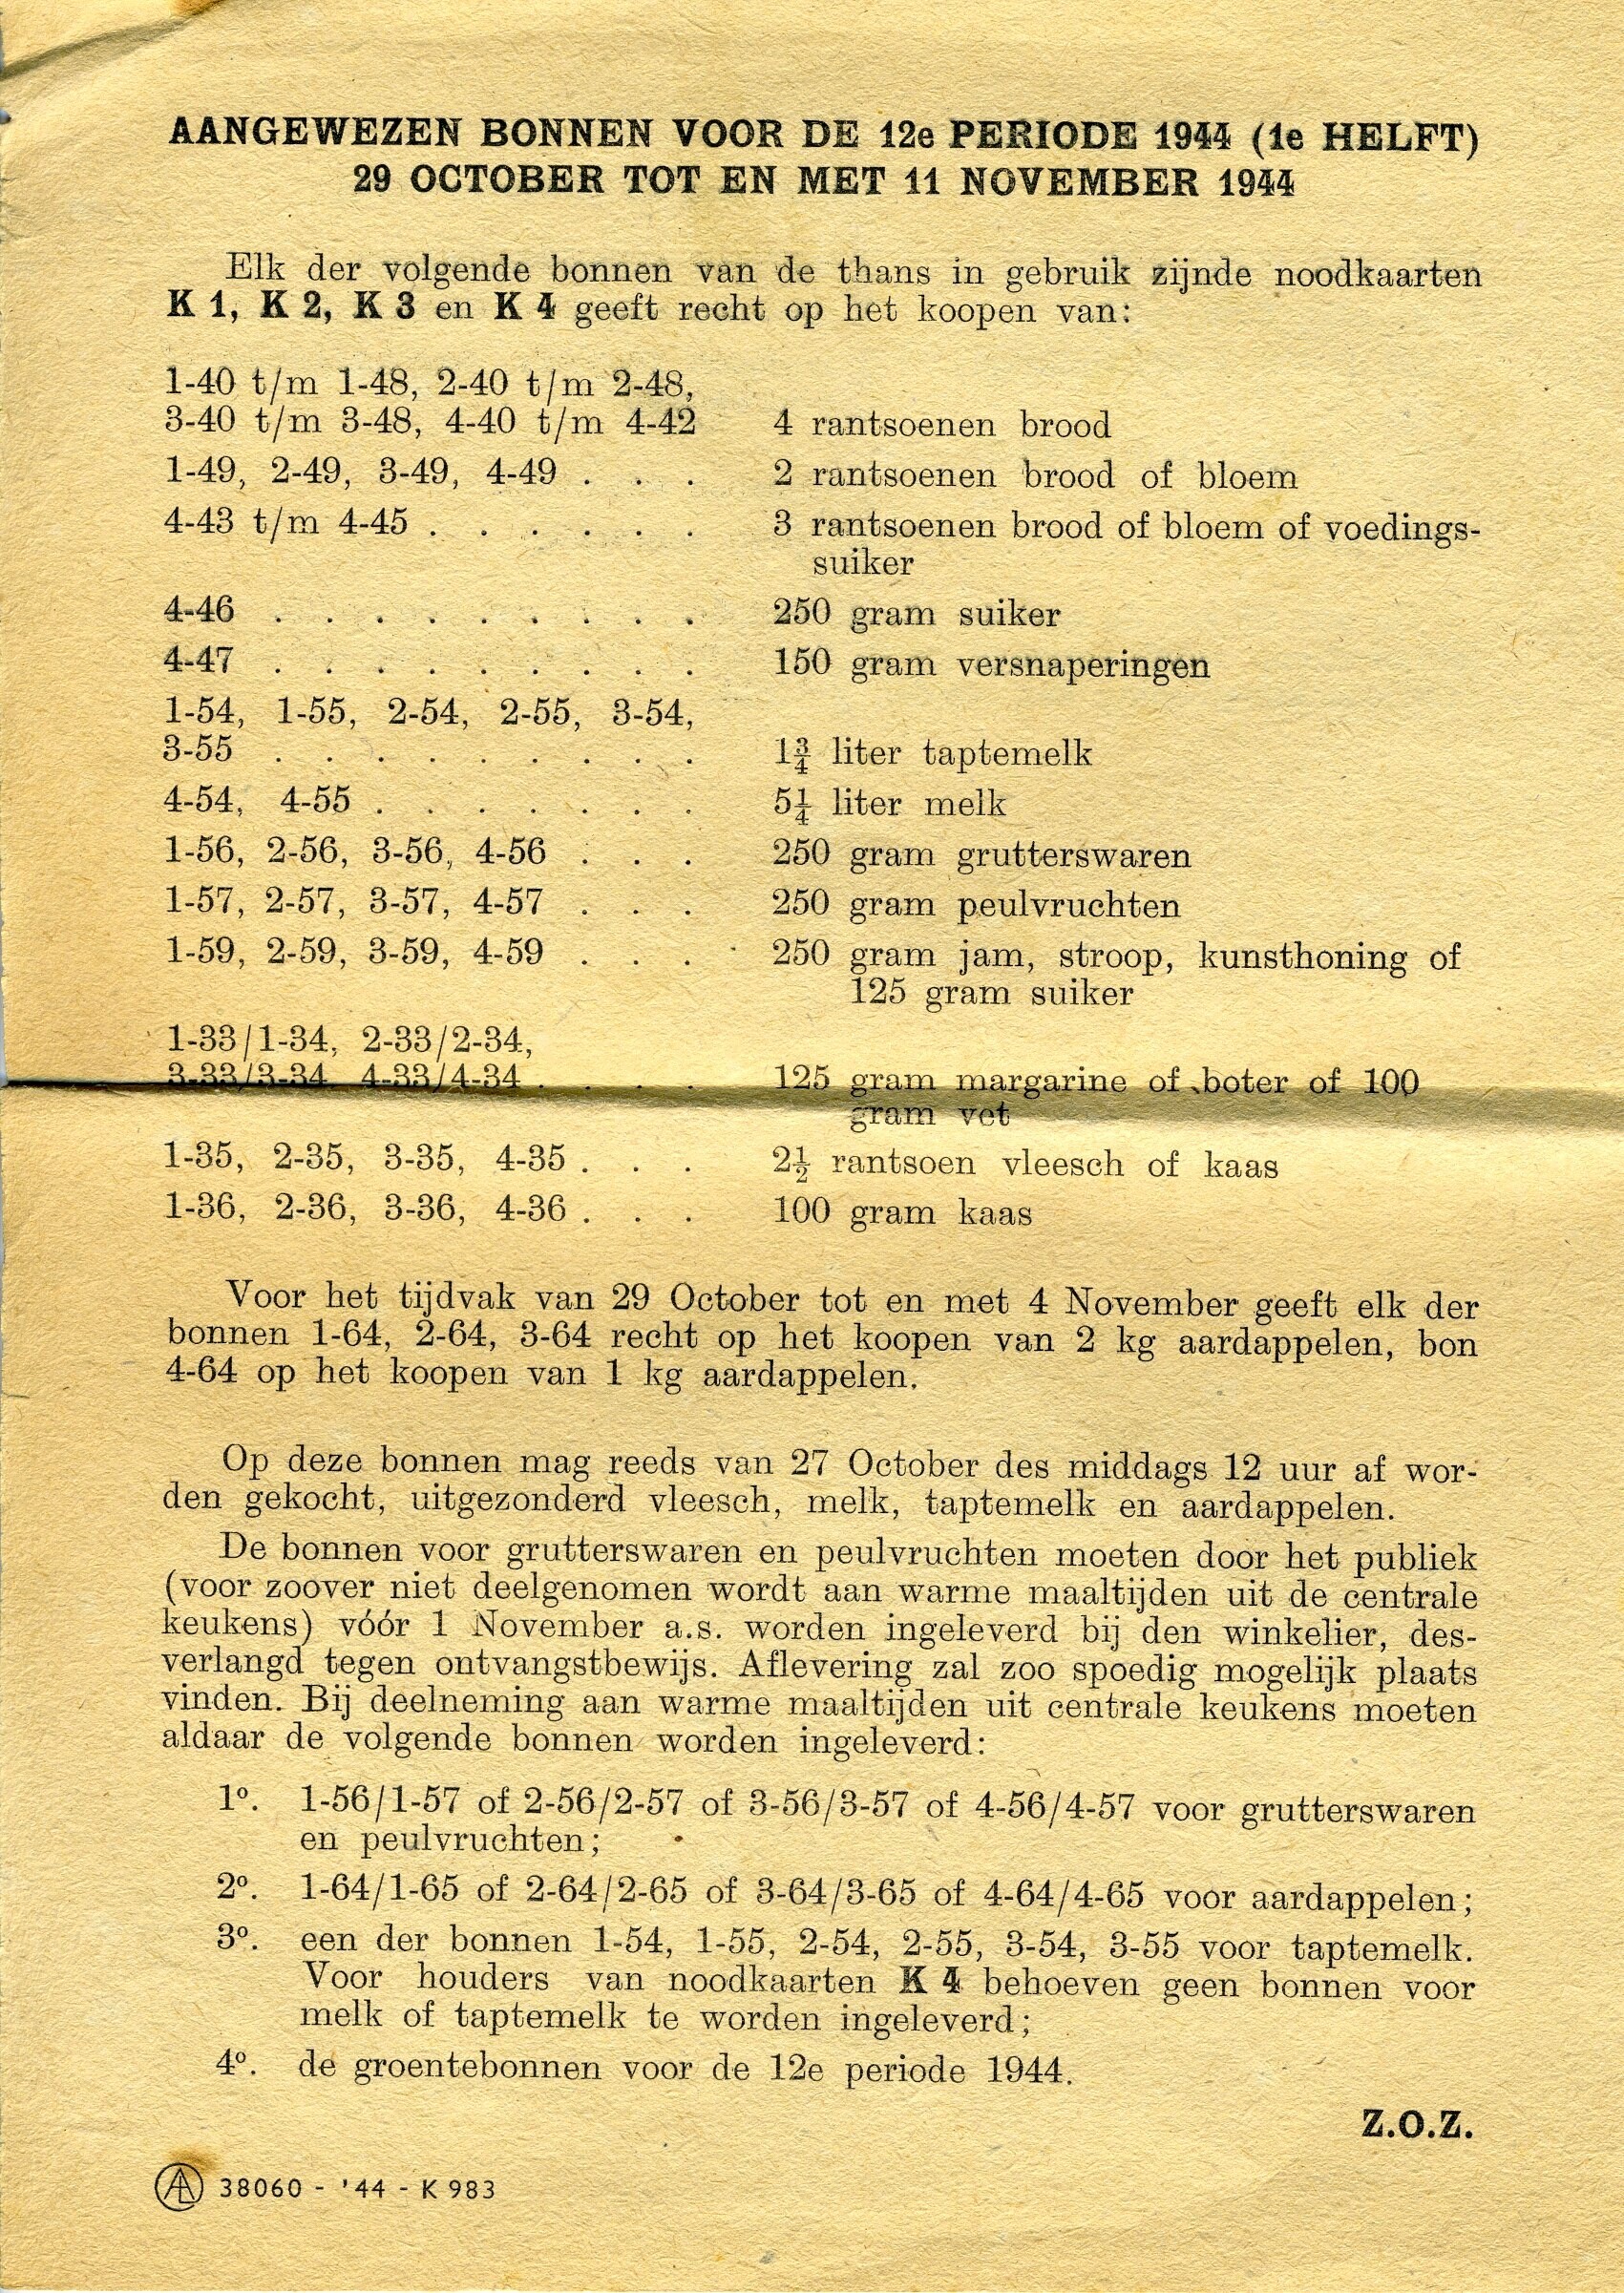 AANGEWEZEN BONNEN VOOR DE 12e PERIODE 1944 (1e HELFT)
29 OCTOBER TOT EN MET 11 NOVEMBER 1944
Elk der volgende bonnen van de thans in gebruik zijnde noodkaarten
K 1, K 2, K 3 en K 4 geeft recht op het koopen van:
1-40 t/m 1-48, 2-40 t/m 2-48,
3-40 t/m 3-48, 4-40 t/m 4-42 4 rantsoenen brood
1-49, 2-49, 3-49, 4-49 . . . 2 rantsoenen brood of bloem
4-43 t/m 4-45 . . . . . . 3 rantsoenen brood of bloem of voedings-
suiker
4-46 . . . . . . . . . 250 gram suiker
4-47 . . . . . . . . . 150 gram versnaperingen
1-54, 1-55, 2-54, 2-55, 3-54,
3-55 . . . . . . . . . 1¾ liter taptemelk
4-54, 4-55 . . . . . . . 5¼ liter melk
1-56, 2-56, 3-56, 4-56 . . . 250 gram grutterswaren
1-57, 2-57, 3-57, 4-57 . . . 250 gram peulvruchten
1-59, 2-59, 3-59, 4-59 . . . 250 gram jam, stroop, kunsthoning of
125 gram suiker
1-33/1-34, 2-33/2-34,
3-33/3-34 4-33/4-34 . . . . 125 gram margarine of boter of 100
gram vet
1-35, 2-35, 3-35, 4-35 . . . 2½ rantsoen vleesch of kaas
1-36, 2-36, 3-36, 4-36 . . . 100 gram kaas
Voor het tijdvak van 29 October tot en met 4 November geeft elk der
bonnen 1-64, 2-64, 3-64 recht op het koopen van 2 kg aardappelen, bon
4-64 op het koopen van 1 kg aardappelen.
Op deze bonnen mag reeds van 27 October des middags 12 uur af wor-
den gekocht, uitgezonderd vleesch, melk, taptemelk en aardappelen.
De bonnen voor grutterswaren en peulvruchten moeten door het publiek
(voor zoover niet deelgenomen wordt aan warme maaltijden uit de centrale
keukens) vóór 1 November a.s. worden ingeleverd bij den winkelier, des-
verlangd tegen ontvangstbewijs. Aflevering zal zoo spoedig mogelijk plaats
vinden. Bij deelneming aan warme maaltijden uit centrale keukens moeten
aldaar de volgende bonnen worden ingeleverd:
1º. 1-56/1-57 of 2-56/2-57 of 3-56/3-57 of 4-56/4-57 voor grutterswaren
en peulvruchten;
2º. 1-64/1-65 of 2-64/2-65 of 3-64/3-65 of 4-64/4-65 voor aardappelen;
3º. een der bonnen 1-54, 1-55, 2-54, 2-55, 3-54, 3-55 voor taptemelk.
Voor houders van noodkaarten K 4 behoeven geen bonnen voor
melk of taptemelk te worden ingeleverd;
4º. de groentebonnen voor de 12e periode 1944.
Z.O.Z.
38060 - '44 - K 983